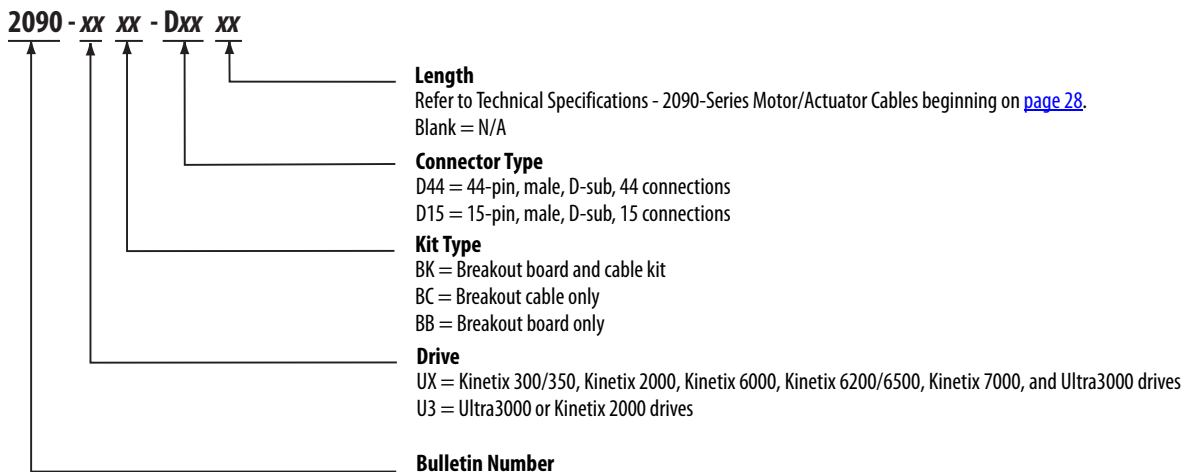 2090 - xx xx - Dxx xx
Length
Refer to Technical Specifications - 2090-Series Motor/Actuator Cables beginning on page 28.
Blank = N/A
Connector Type
D44 = 44-pin, male, D-sub, 44 connections
D15 = 15-pin, male, D-sub, 15 connections
Kit Type
BK = Breakout board and cable kit
BC = Breakout cable only
BB = Breakout board only
Drive
UX = Kinetix 300/350, Kinetix 2000, Kinetix 6000, Kinetix 6200/6500, Kinetix 7000, and Ultra3000 drives
U3 = Ultra3000 or Kinetix 2000 drives
Bulletin Number